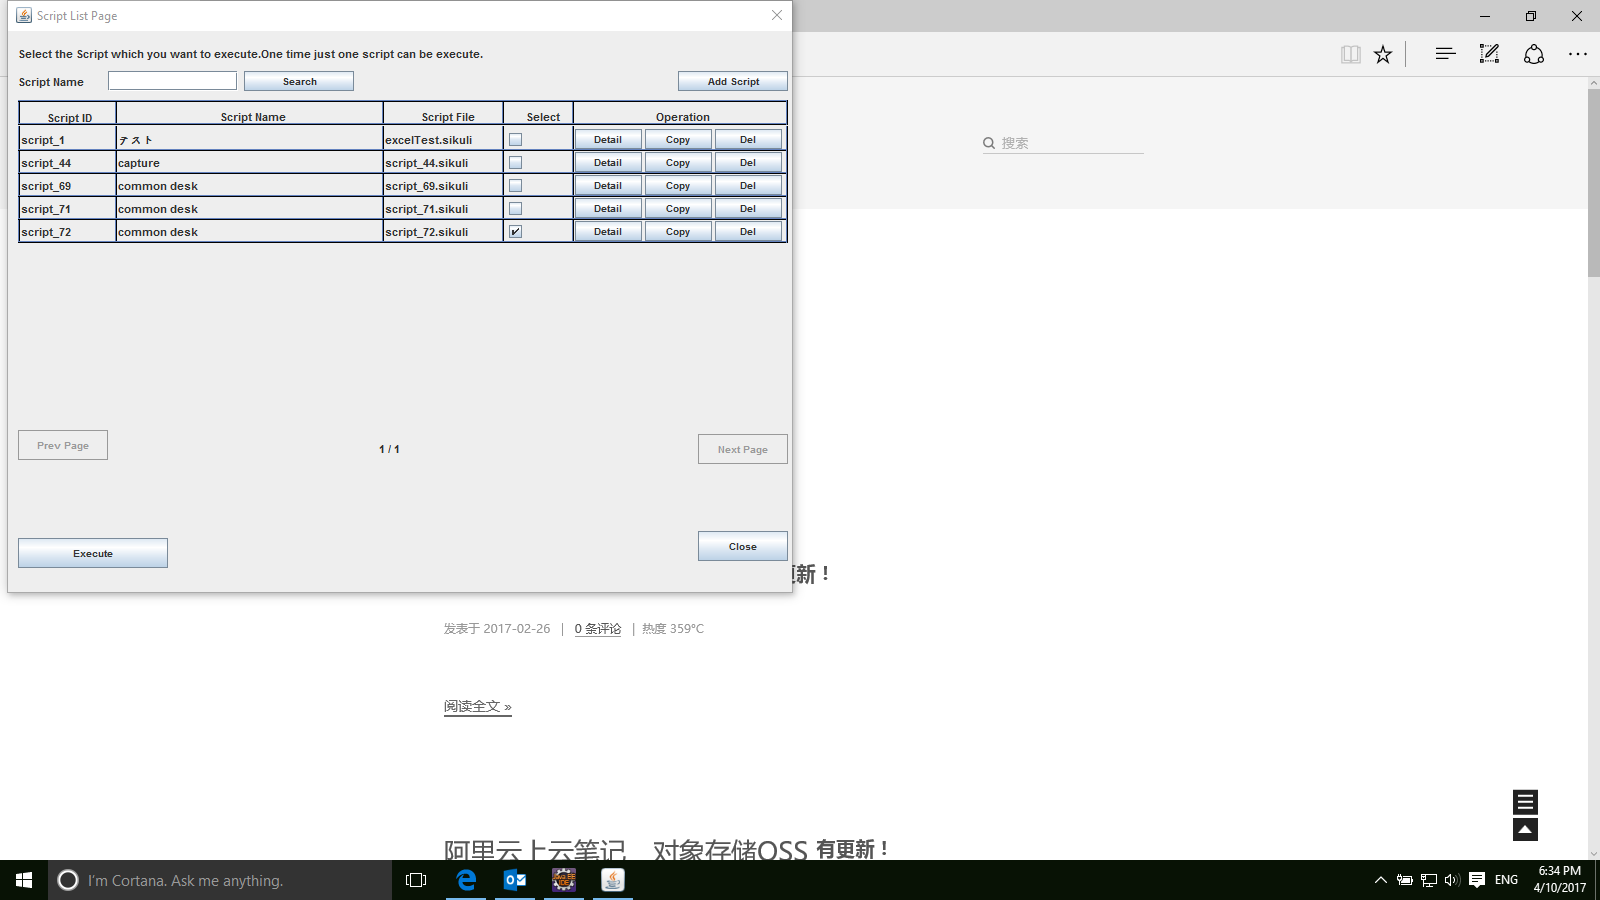 Script List Page
Select the Script which you want to execute.One time just one script can be execute.
Script Name Search Add Script
Script ID Script Name Script File Select Operation
script_1 テスト excelTest.sikuli Detail Copy Del
script_44 capture script_44.sikuli Detail Copy Del
script_69 common desk script_69.sikuli Detail Copy Del
script_71 common desk script_71.sikuli Detail Copy Del
script_72 common desk script_72.sikuli Detail Copy Del
Prev Page 1 / 1 Next Page
Execute Close
搜索
更新！
发表于 2017-02-26 | 0 条评论 | 热度 359°C
阅读全文 »
阿里云上云笔记 对象存储OSS 有更新！
I'm Cortana. Ask me anything.
ENG
6:34 PM
4/10/2017